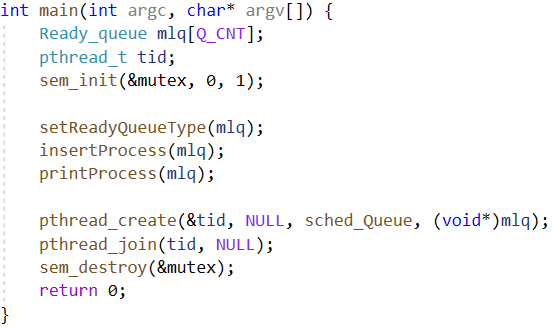 int main(int argc, char* argv[]) {
    Ready_queue mlq[Q_CNT];
    pthread_t tid;
    sem_init(&mutex, 0, 1);

    setReadyQueueType(mlq);
    insertProcess(mlq);
    printProcess(mlq);

    pthread_create(&tid, NULL, sched_Queue, (void*)mlq);
    pthread_join(tid, NULL);
    sem_destroy(&mutex);
    return 0;
}